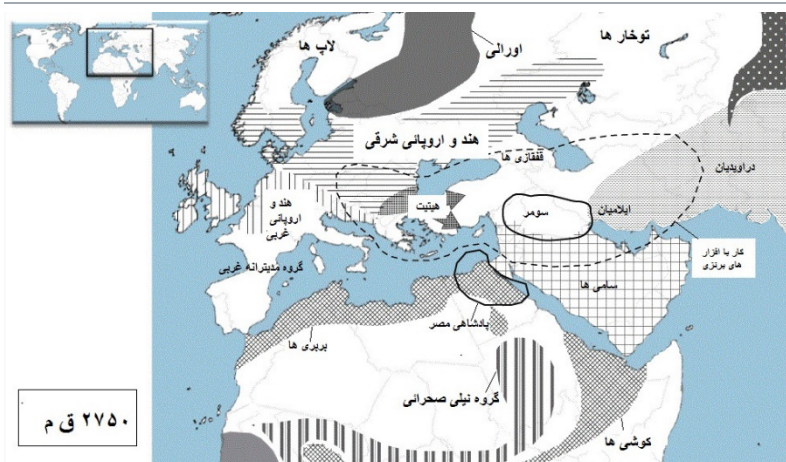 لاپ ها
اورالی
توخار ها
هند و اروپائی شرقی
قفقازی ها
دراویدیان
هیتیت
هند و
اروپائی
غربی
سومر
ایلامیان
کار با افزار
های برنزی
گروه مدیترانه غربی
سامی ها
پادشاهی مصر
بربری ها
گروه نیلی صحرائی
کوشی ها
۲۷۵۰ ق م